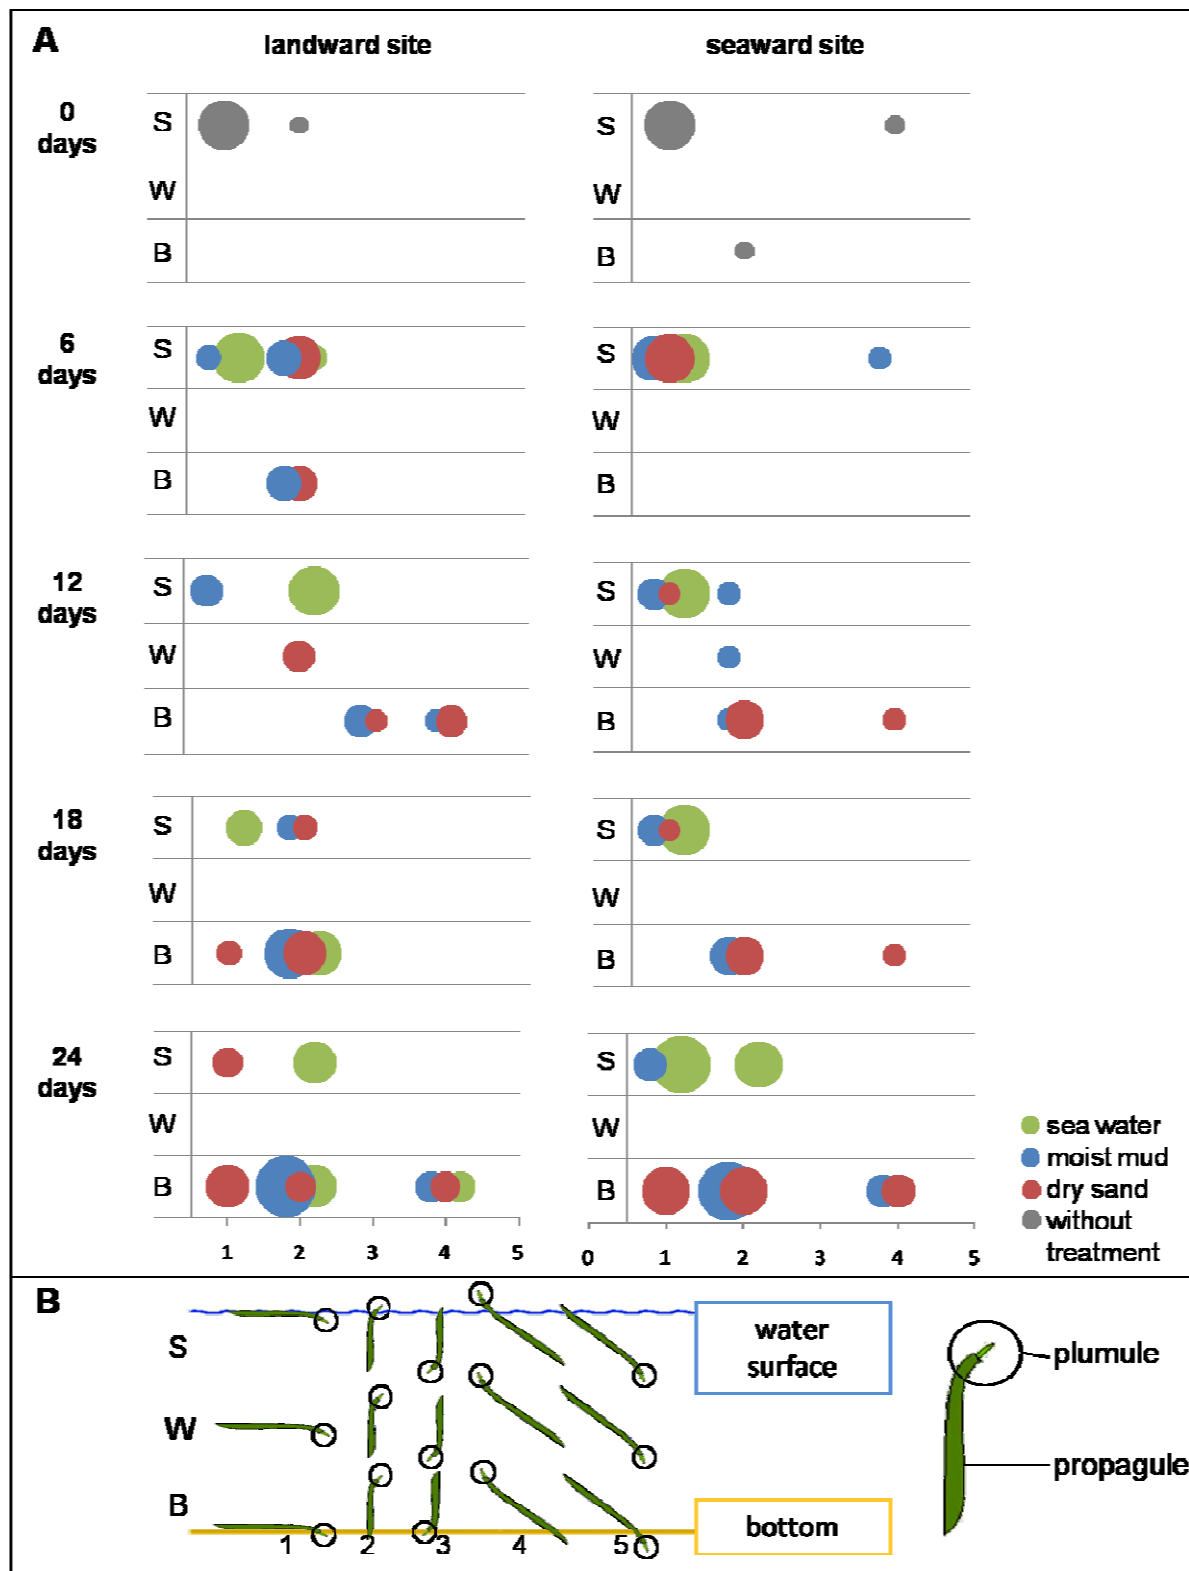 A
landward site
seaward site
0
days
S
W
B
S
W
B
6
days
S
W
B
S
W
B
12
days
S
W
B
S
W
B
18
days
S
W
B
S
W
B
24
days
S
W
B
S
W
B
1 2 3 4 5
0 1 2 3 4 5
sea water
moist mud
dry sand
without
treatment
B
S
W
B
1 2 3 4 5
water
surface
bottom
plumule
propagule